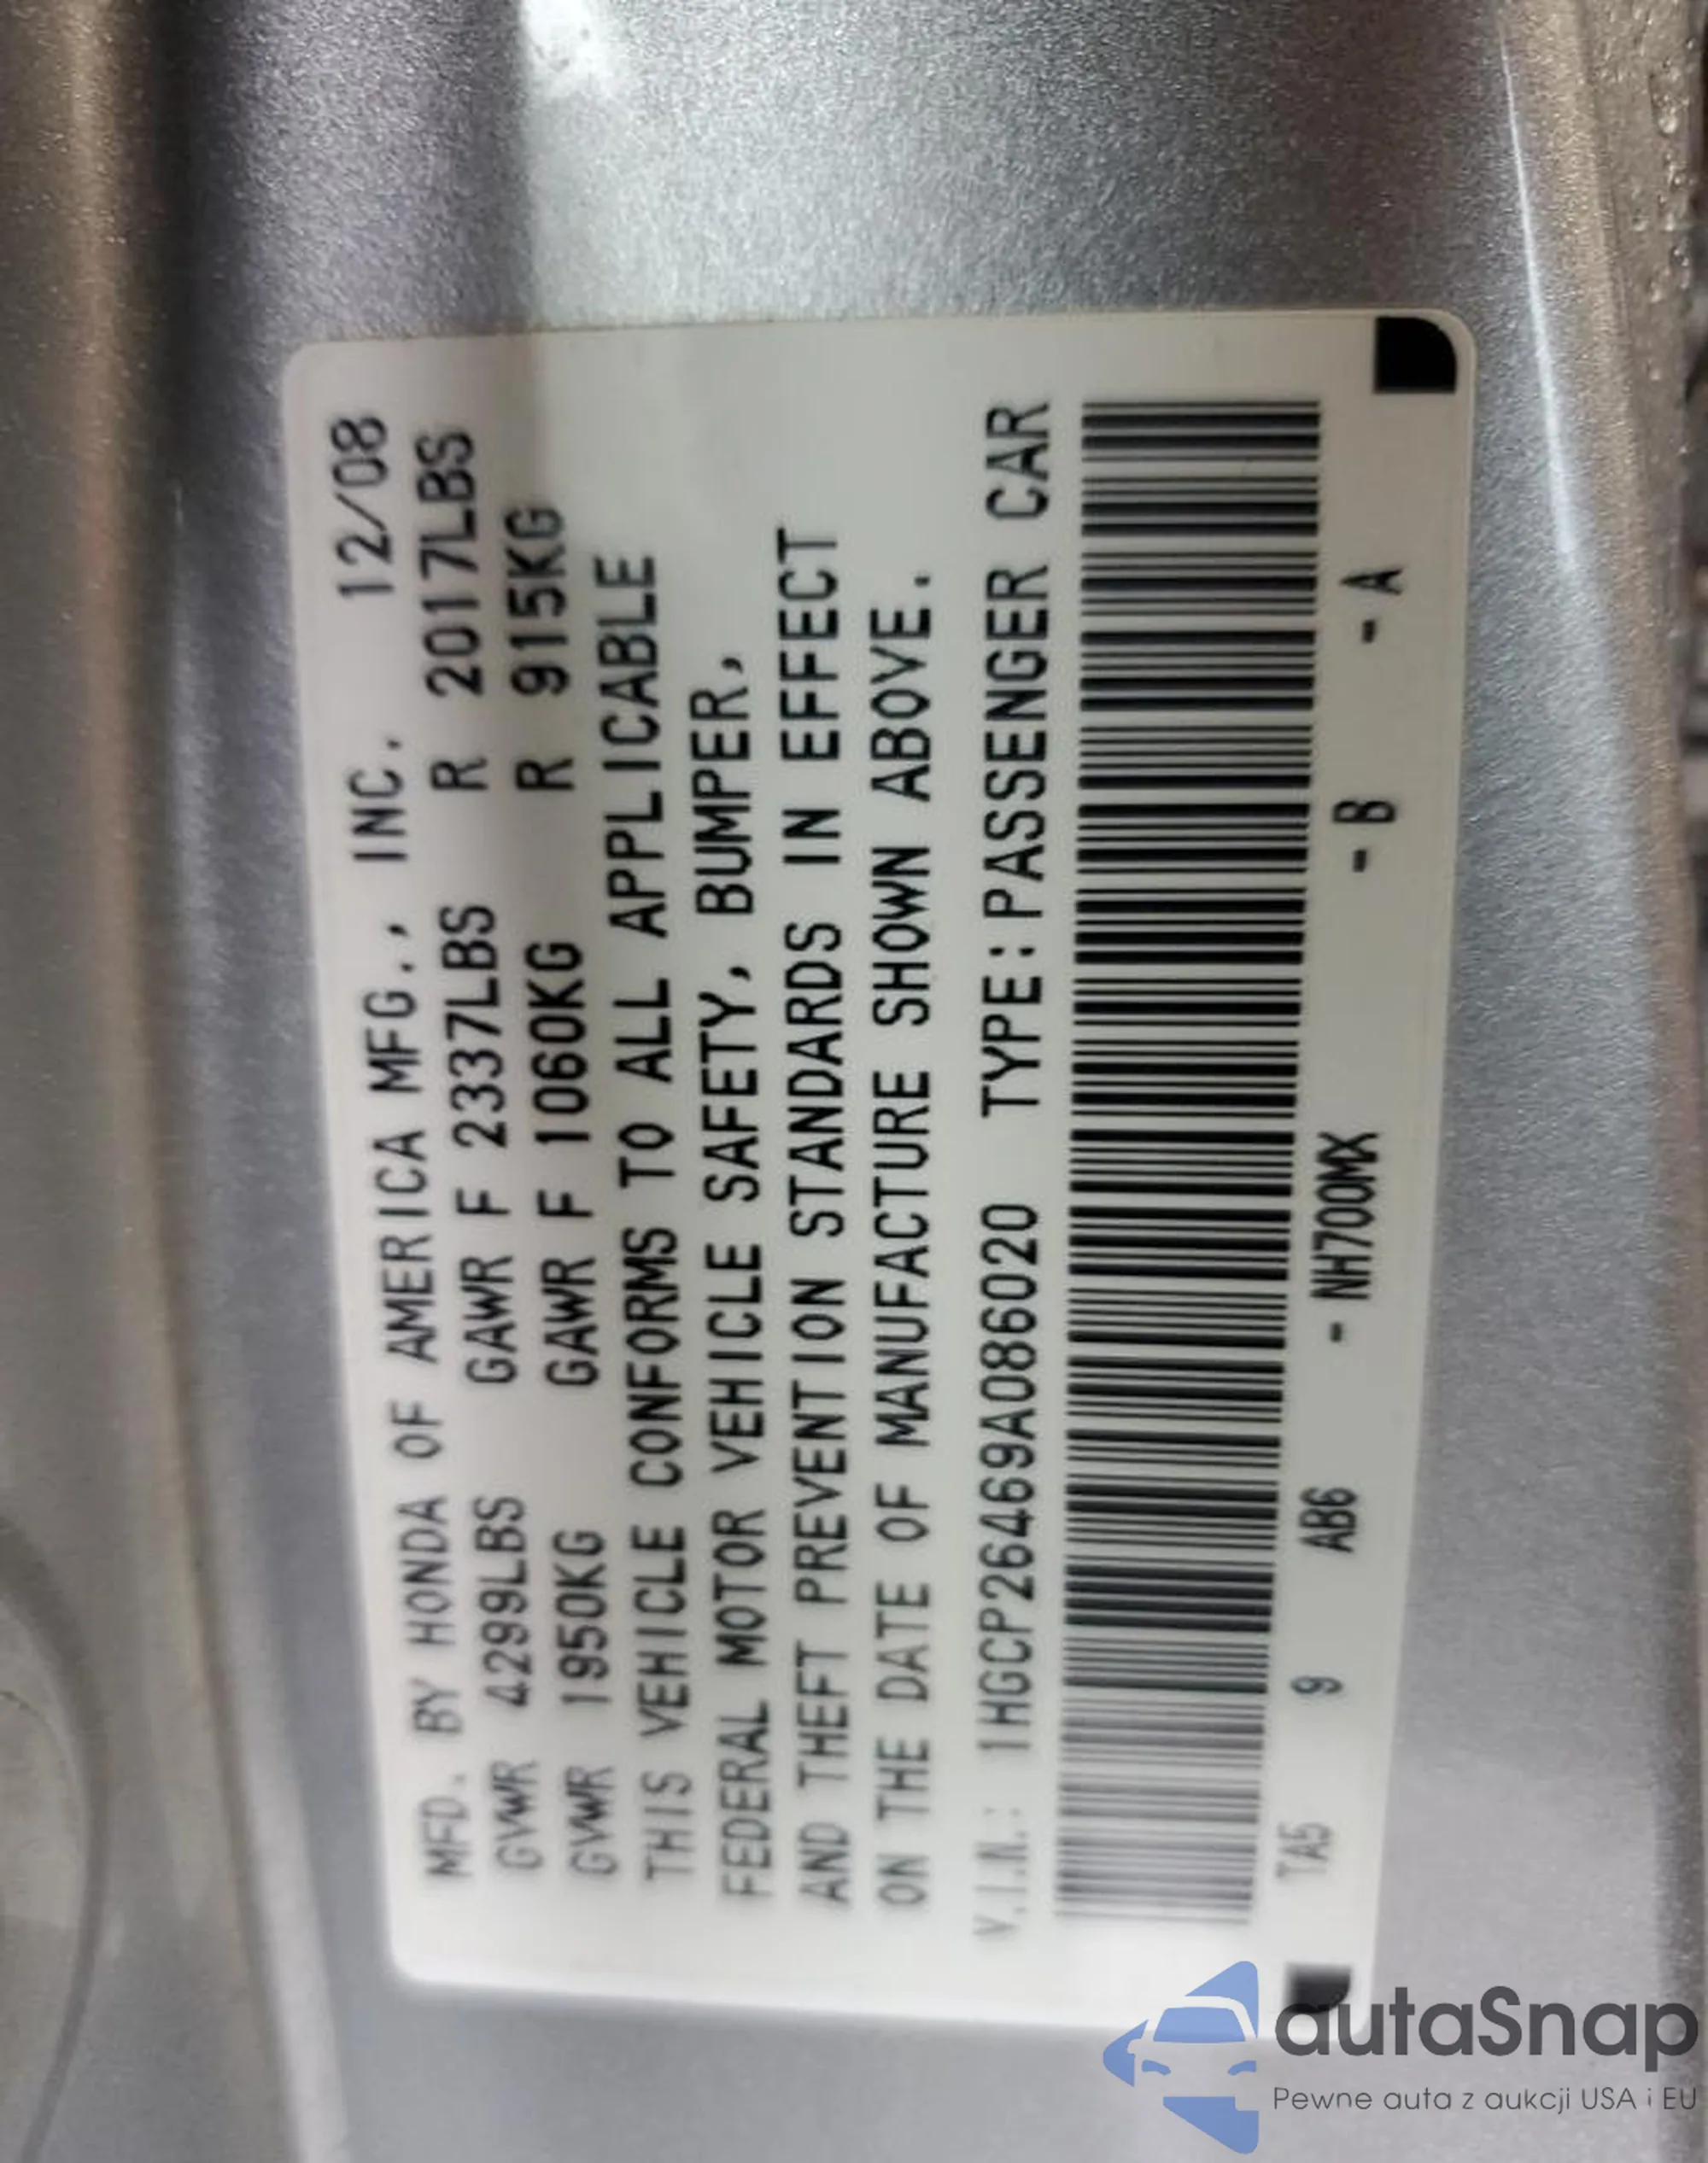 MFD. BY HONDA OF AMERICA MFG., INC. 12/08
GVWR 4299LBS GAWR F 2337LBS R 2017LBS
GVWR 1950KG GAWR F 1060KG R 915KG
THIS VEHICLE CONFORMS TO ALL APPLICABLE
FEDERAL MOTOR VEHICLE SAFETY, BUMPER,
AND THEFT PREVENTION STANDARDS IN EFFECT
ON THE DATE OF MANUFACTURE SHOWN ABOVE.
V.I.N.: 1HGCP26469A086020 TYPE:PASSENGER CAR
TA5 9 AB6 - NH700MX - B - A
autaSnap
Pewne auta z aukcji USA i EU